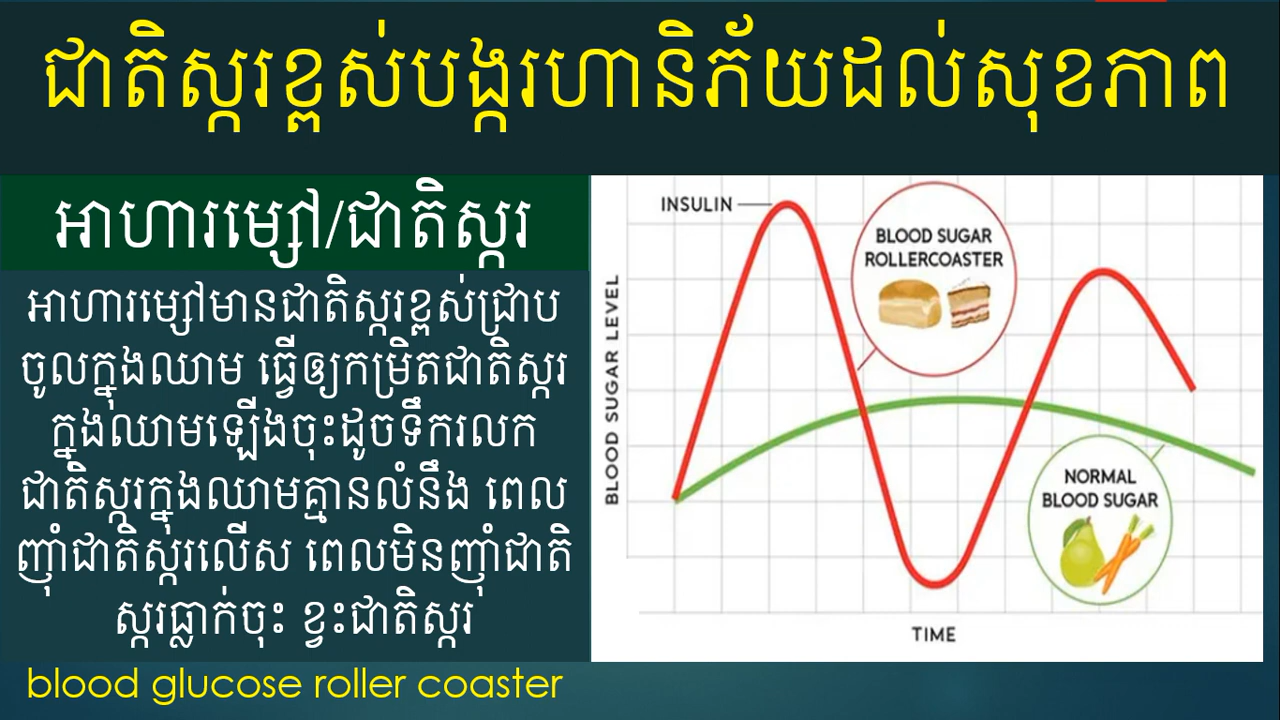 ជាតិស្ករខ្ពស់បង្ករហានិភ័យដល់សុខភាព
អាហារម្សៅ/ជាតិស្ករ
អាហារម្សៅមានជាតិស្ករខ្ពស់ជ្រាប
ចូលក្នុងឈាម ធ្វើឲ្យកម្រិតជាតិស្ករ
ក្នុងឈាមឡើងចុះដូចទឹករលក
ជាតិស្ករក្នុងឈាមគ្មានលំនឹង ពេល
ញ៉ាំជាតិស្ករលើស ពេលមិនញ៉ាំជាតិ
ស្ករធ្លាក់ចុះ ខ្វះជាតិស្ករ
blood glucose roller coaster
INSULIN
BLOOD SUGAR
ROLLERCOASTER
BLOOD SUGAR LEVEL
NORMAL
BLOOD SUGAR
TIME